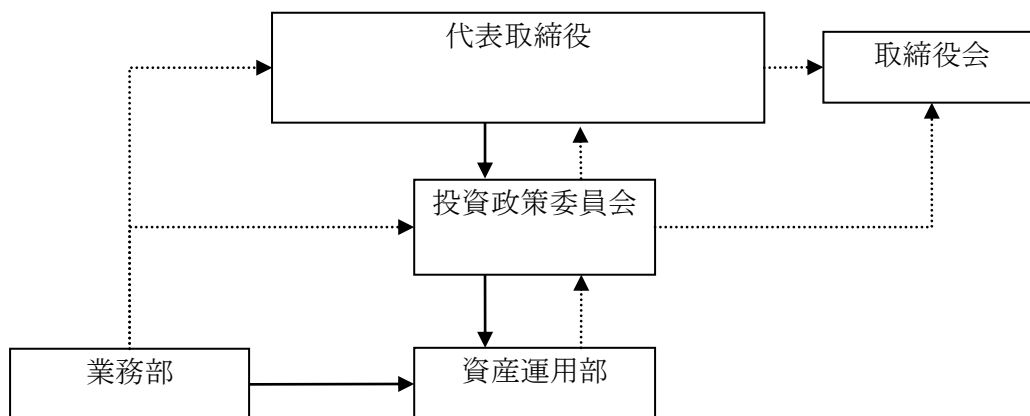 代表取締役
取締役会
投資政策委員会
業務部
資産運用部